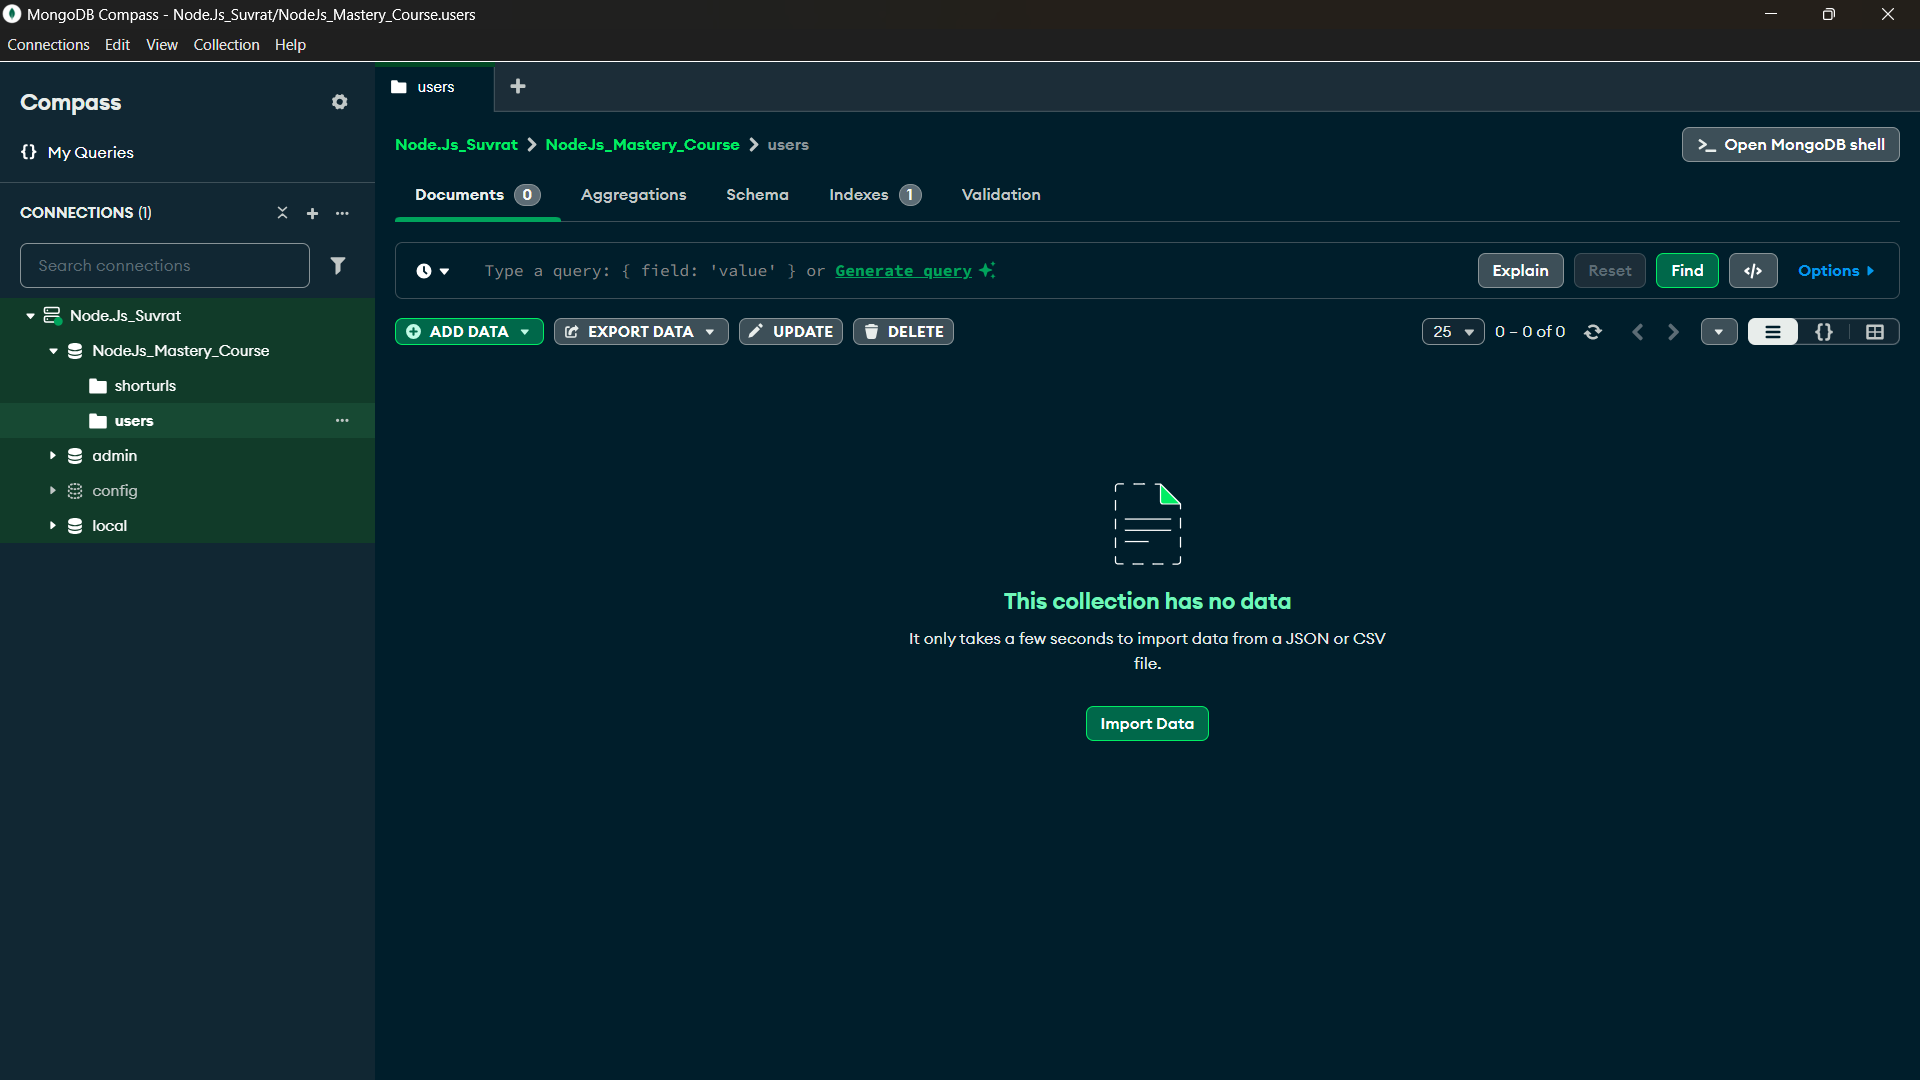 MongoDB Compass - Node.Js_Suvrat/NodeJs_Mastery_Course.users
Connections Edit View Collection Help
Compass
{} My Queries
CONNECTIONS (1)
Search connections
Node.Js_Suvrat
NodeJs_Mastery_Course
shorturls
users
admin
config
local
users
Node.Js_Suvrat > NodeJs_Mastery_Course > users
>_ Open MongoDB shell
Documents 0 Aggregations Schema Indexes 1 Validation
Type a query: { field: 'value' } or Generate query
Explain Reset Find </> Options
ADD DATA EXPORT DATA UPDATE DELETE
25 0 – 0 of 0 {}
This collection has no data
It only takes a few seconds to import data from a JSON or CSV
file.
Import Data